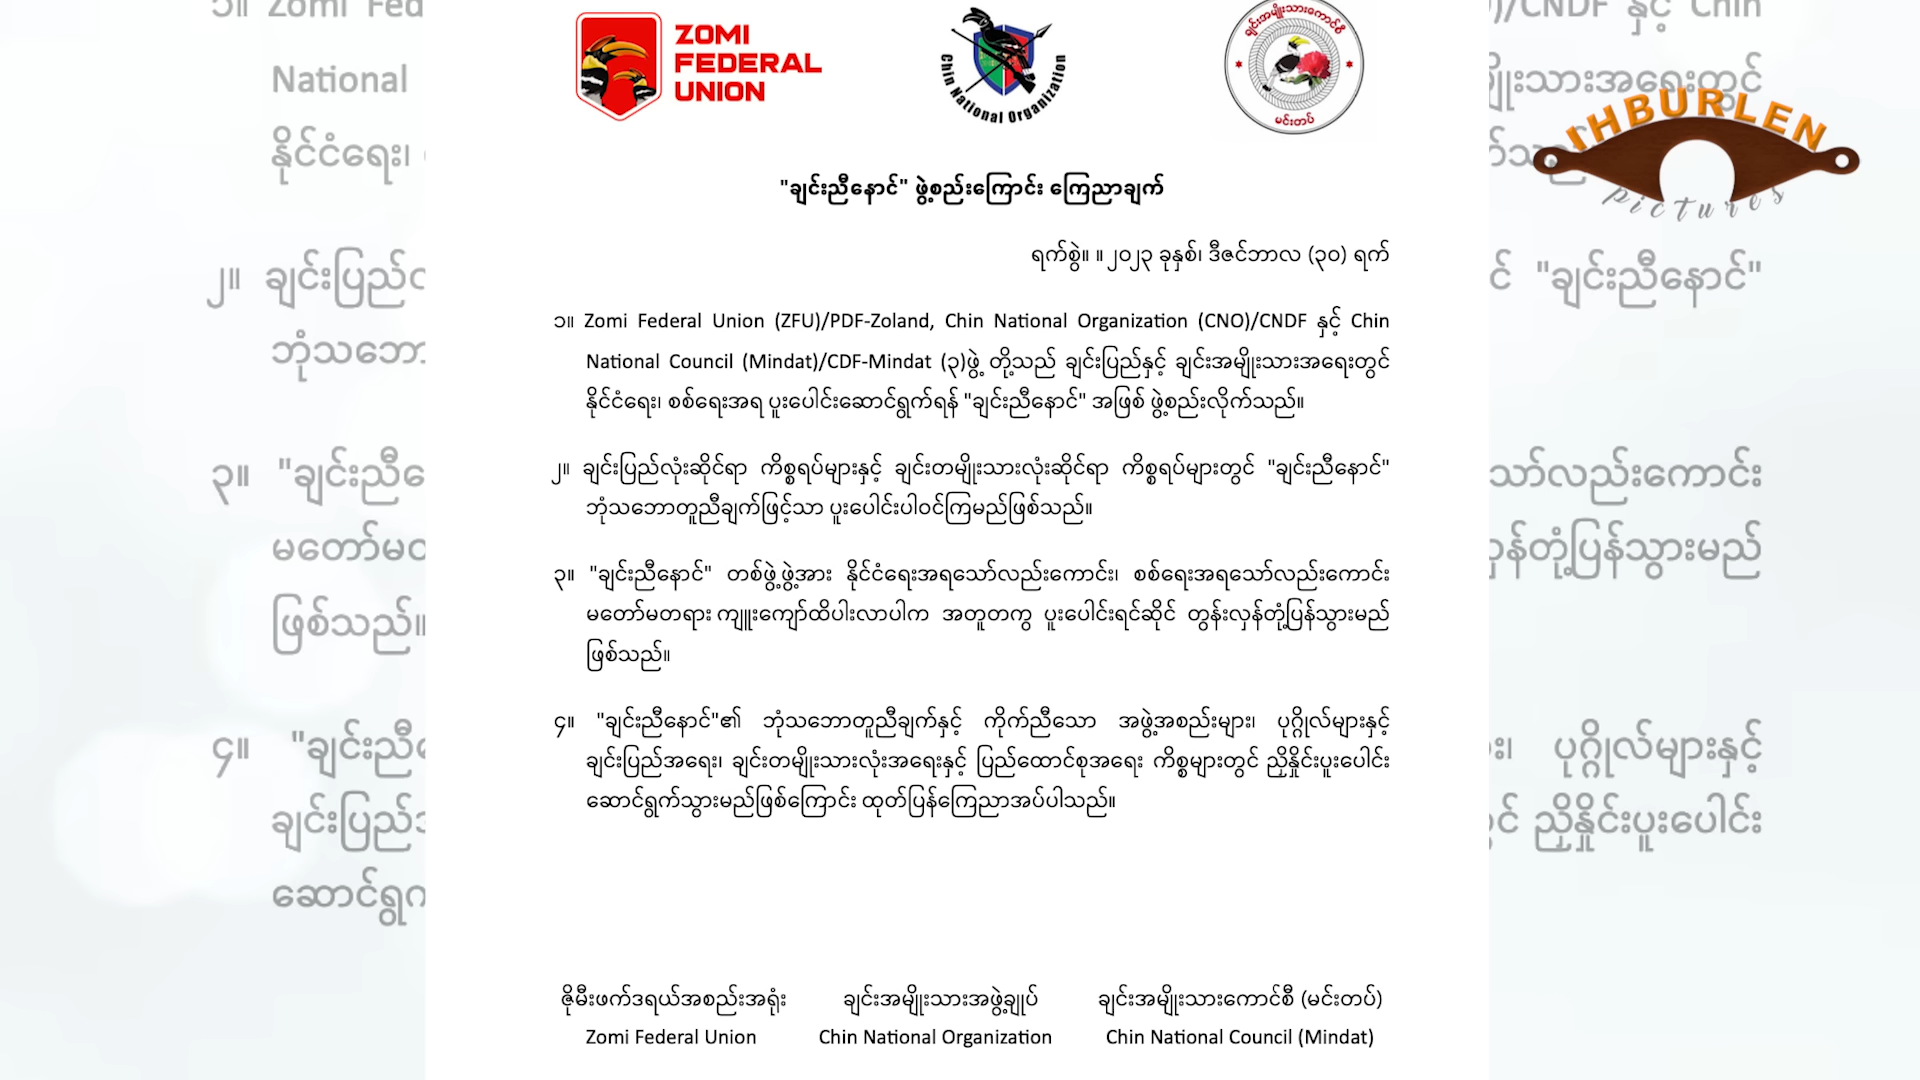 ZOMI
FEDERAL
UNION
Chin National Organization
ချင်းအမျိုးသားကောင်စီ
မင်းတပ်
IHBURLEN
pictures
"ချင်းညီနောင်" ဖွဲ့စည်းကြောင်း ကြေညာချက်
ရက်စွဲ။ ။ ၂၀၂၃ ခုနှစ်၊ ဒီဇင်ဘာလ (၃၀) ရက်
၁။ Zomi Federal Union (ZFU)/PDF-Zoland, Chin National Organization (CNO)/CNDF နှင့် Chin
National Council (Mindat)/CDF-Mindat (၃)ဖွဲ့ တို့သည် ချင်းပြည်နှင့် ချင်းအမျိုးသားအရေးတွင်
နိုင်ငံရေး၊ စစ်ရေးအရ ပူးပေါင်းဆောင်ရွက်ရန် "ချင်းညီနောင်" အဖြစ် ဖွဲ့စည်းလိုက်သည်။
၂။ ချင်းပြည်လုံးဆိုင်ရာ ကိစ္စရပ်များနှင့် ချင်းတမျိုးသားလုံးဆိုင်ရာ ကိစ္စရပ်များတွင် "ချင်းညီနောင်"
ဘုံသဘောတူညီချက်ဖြင့်သာ ပူးပေါင်းပါဝင်ကြမည်ဖြစ်သည်။
၃။ "ချင်းညီနောင်" တစ်ဖွဲ့ဖွဲ့အား နိုင်ငံရေးအရသော်လည်းကောင်း၊ စစ်ရေးအရသော်လည်းကောင်း
မတော်မတရား ကျူးကျော်ထိပါးလာပါက အတူတကွ ပူးပေါင်းရင်ဆိုင် တွန်းလှန်တုံ့ပြန်သွားမည်
ဖြစ်သည်။
၄။ "ချင်းညီနောင်"၏ ဘုံသဘောတူညီချက်နှင့် ကိုက်ညီသော အဖွဲ့အစည်းများ၊ ပုဂ္ဂိုလ်များနှင့်
ချင်းပြည်အရေး၊ ချင်းတမျိုးသားလုံးအရေးနှင့် ပြည်ထောင်စုအရေး ကိစ္စများတွင် ညှိနှိုင်းပူးပေါင်း
ဆောင်ရွက်သွားမည်ဖြစ်ကြောင်း ထုတ်ပြန်ကြေညာအပ်ပါသည်။
ဇိုမီးဖက်ဒရယ်အစည်းအရုံး ချင်းအမျိုးသားအဖွဲ့ချုပ် ချင်းအမျိုးသားကောင်စီ (မင်းတပ်)
Zomi Federal Union Chin National Organization Chin National Council (Mindat)